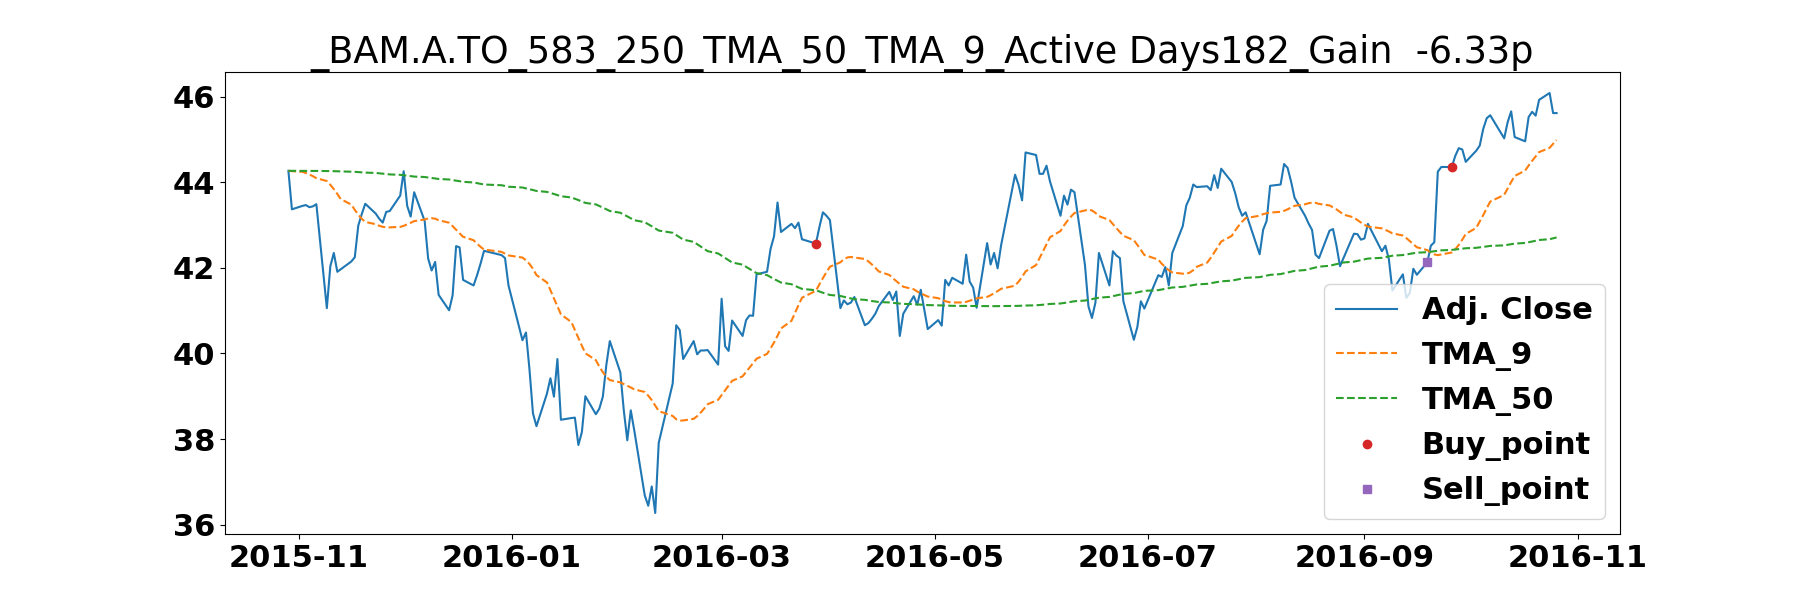 _BAM.A.TO_583_250_TMA_50_TMA_9_Active Days182_Gain  -6.33p
46
44
42
40
38
36
Adj. Close
TMA_9
TMA_50
Buy_point
Sell_point
2015-11 2016-01 2016-03 2016-05 2016-07 2016-09 2016-11